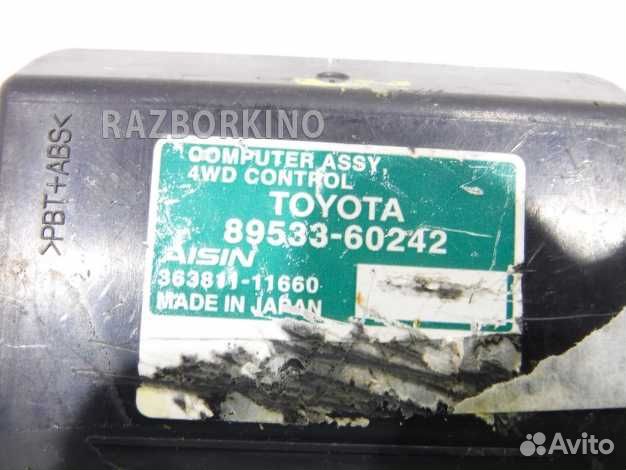 RAZBORKINO
>PBT+ABS<
COMPUTER ASSY
4WD CONTROL
TOYOTA
89533-60242
AISIN
363811-11660
MADE IN JAPAN
Avito